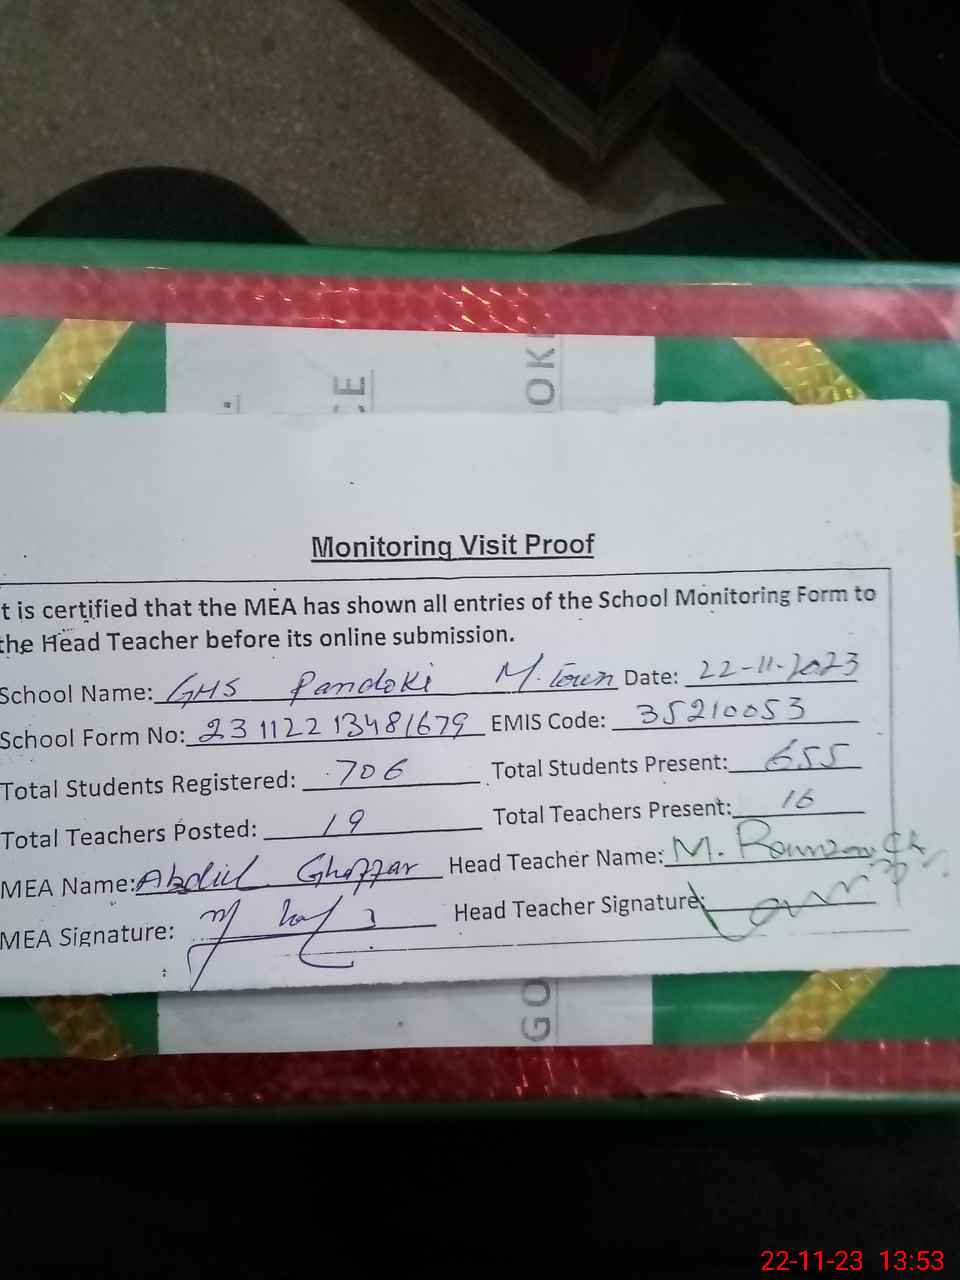 CE
OK
Monitoring Visit Proof
t is certified that the MEA has shown all entries of the School Monitoring Form to
the Head Teacher before its online submission.
School Name: GHS Pandoki M. Town Date: 22-11-2023
School Form No: 23112213481679 EMIS Code: 35210053
Total Students Registered: 706 Total Students Present: 655
Total Teachers Posted: 19 Total Teachers Present: 16
MEA Name: Abdul Ghaffar Head Teacher Name: M.
MEA Signature: Head Teacher Signature:
GO
22-11-23 13:53